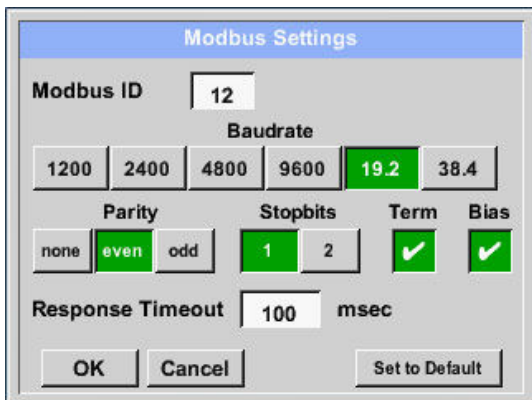 Modbus Settings
Modbus ID 12
Baudrate
1200 2400 4800 9600 19.2 38.4
Parity Stopbits Term Bias
none even odd 1 2 ✔ ✔
Response Timeout 100 msec
OK Cancel Set to Default